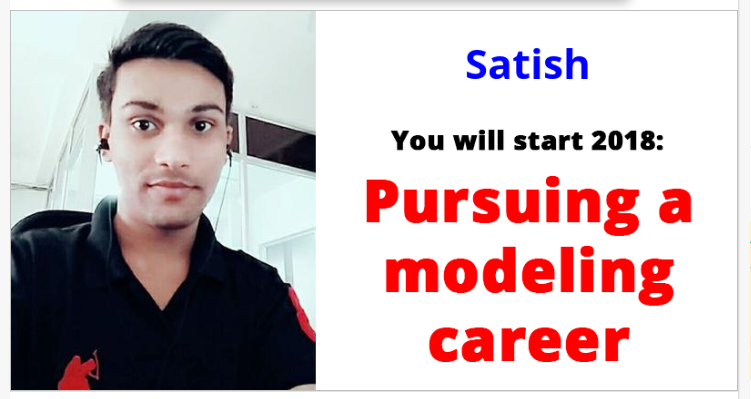 Satish
You will start 2018:
Pursuing a
modeling
career